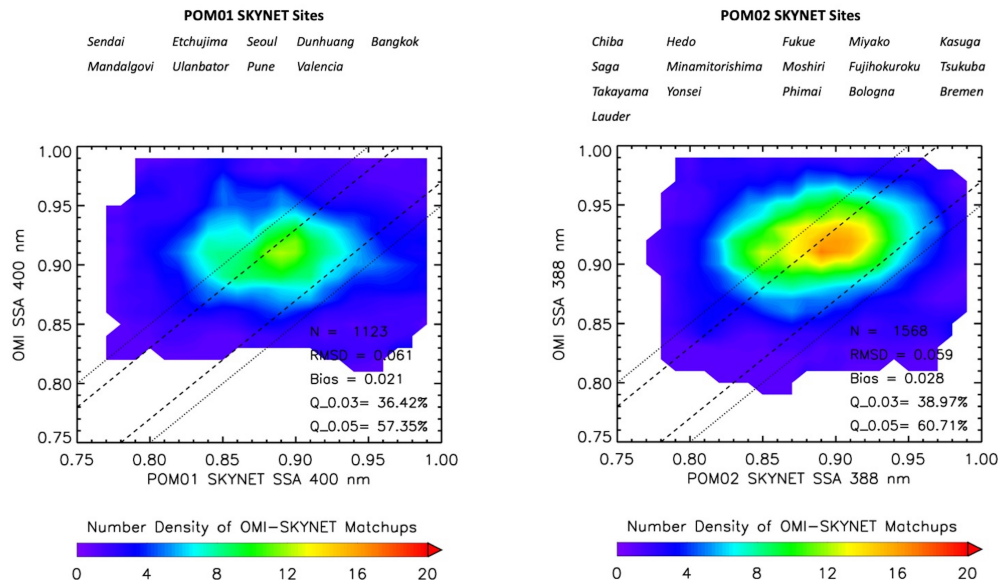 POM01 SKYNET Sites
Sendai Etchujima Seoul Dunhuang Bangkok
Mandalgovi Ulanbator Pune Valencia
1.00
0.95
0.90
0.85
0.80
0.75
OMI SSA 400 nm
N = 1123
RMSD = 0.061
Bias = 0.021
Q_0.03= 36.42%
Q_0.05= 57.35%
0.75 0.80 0.85 0.90 0.95 1.00
POM01 SKYNET SSA 400 nm
Number Density of OMI-SKYNET Matchups
0 4 8 12 16 20
POM02 SKYNET Sites
Chiba Hedo Fukue Miyako Kasuga
Saga Minamitorishima Moshiri Fujihokuroku Tsukuba
Takayama Yonsei Phimai Bologna Bremen
Lauder
1.00
0.95
0.90
0.85
0.80
0.75
OMI SSA 388 nm
N = 1568
RMSD = 0.059
Bias = 0.028
Q_0.03= 38.97%
Q_0.05= 60.71%
0.75 0.80 0.85 0.90 0.95 1.00
POM02 SKYNET SSA 388 nm
Number Density of OMI-SKYNET Matchups
0 4 8 12 16 20